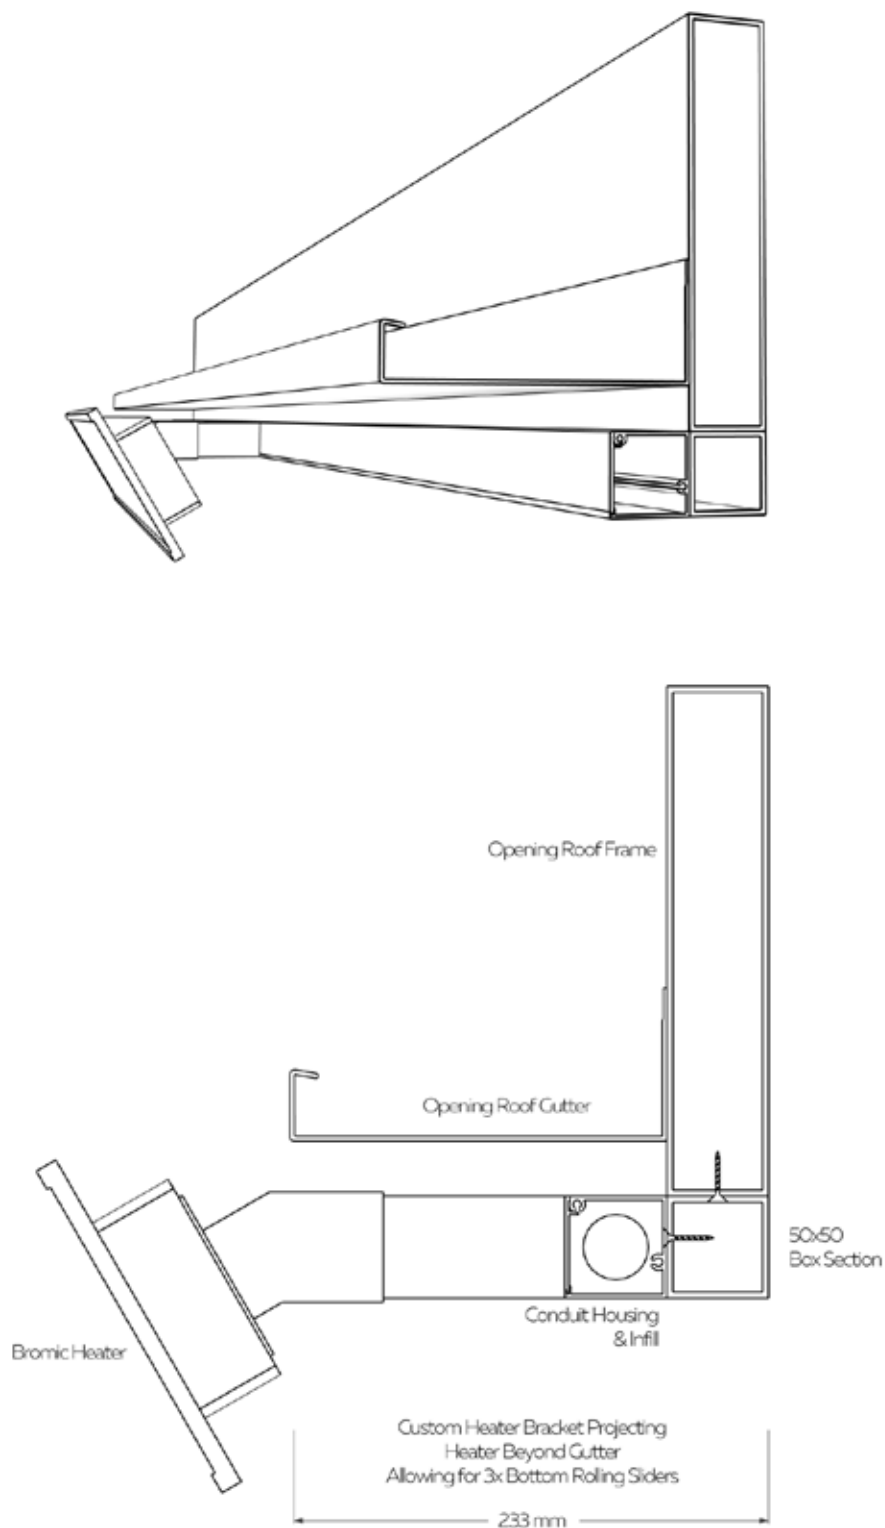 Opening Roof Frame
Opening Roof Gutter
50x50
Box Section
Conduit Housing
& Infill
Bromic Heater
Custom Heater Bracket Projecting
Heater Beyond Gutter
Allowing for 3x Bottom Rolling Sliders
233 mm